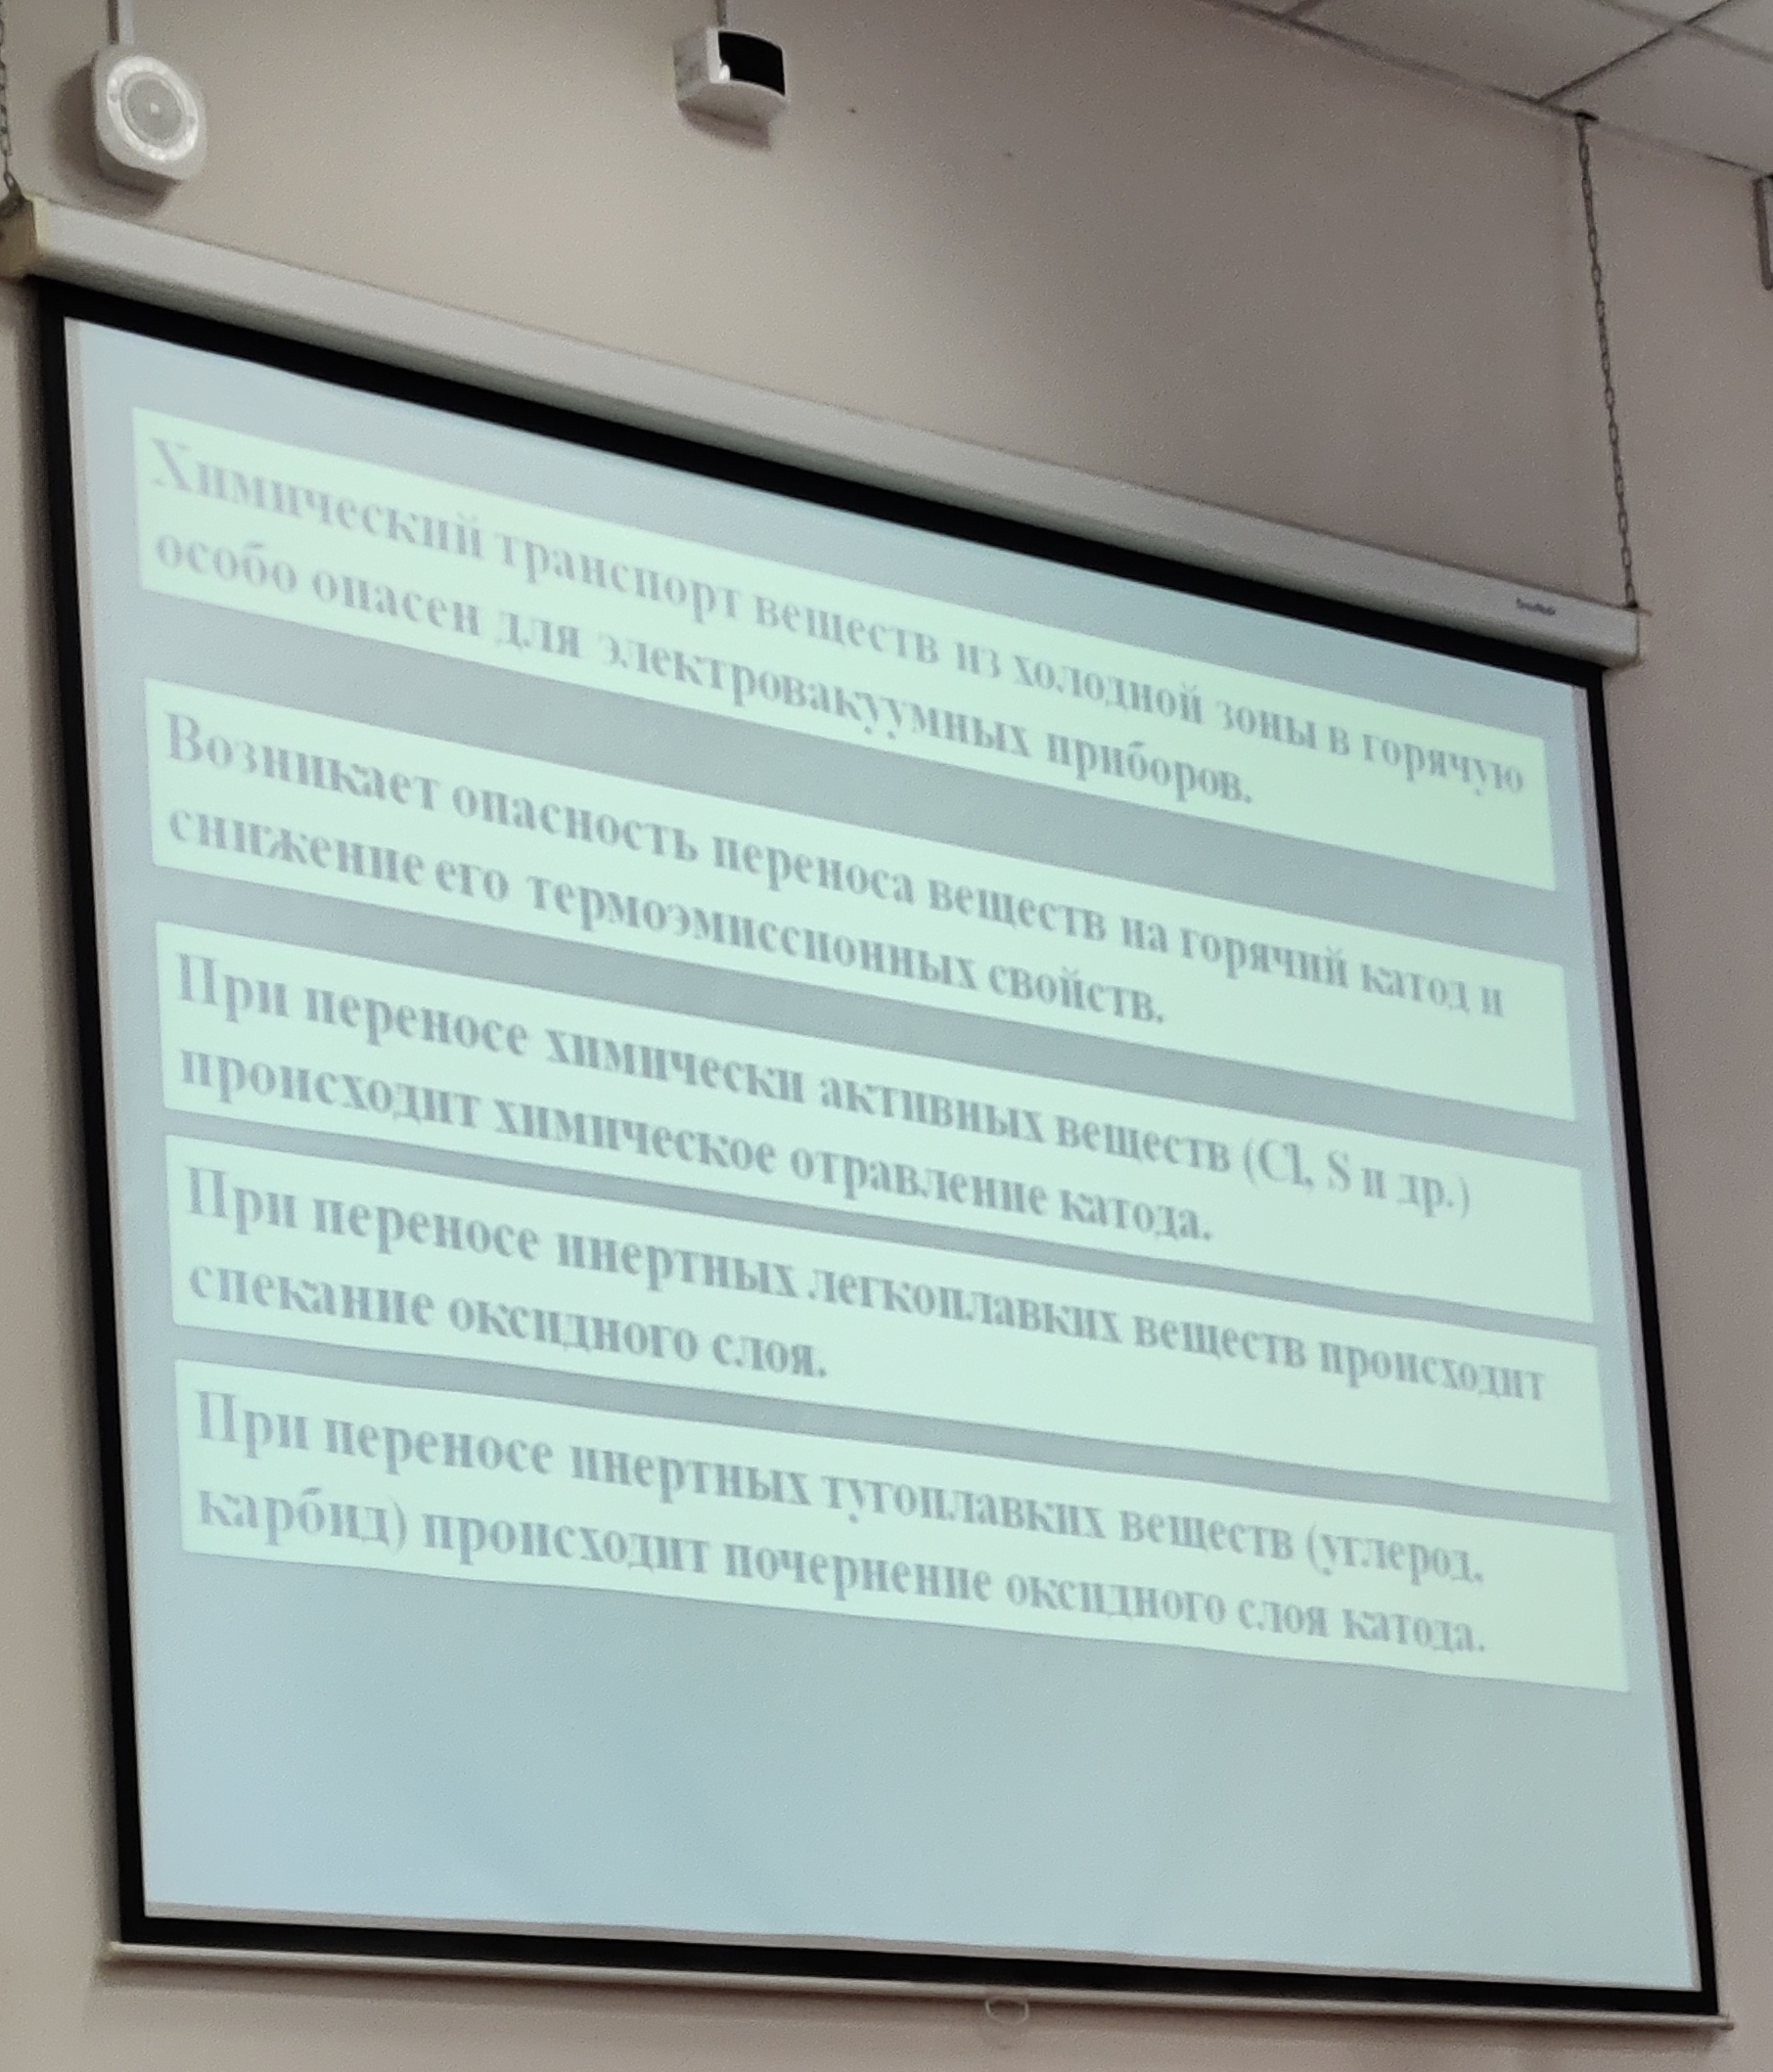 Химический транспорт веществ из холодной зоны в горячую
особо опасен для электровакуумных приборов.
Возникает опасность переноса веществ на горячий катод и
снижение его термоэмиссионных свойств.
При переносе химически активных веществ (Cl, S и др.)
происходит химическое отравление катода.
При переносе инертных легкоплавких веществ происходит
спекание оксидного слоя.
При переносе инертных тугоплавких веществ (углерод,
карбид) происходит почернение оксидного слоя катода.